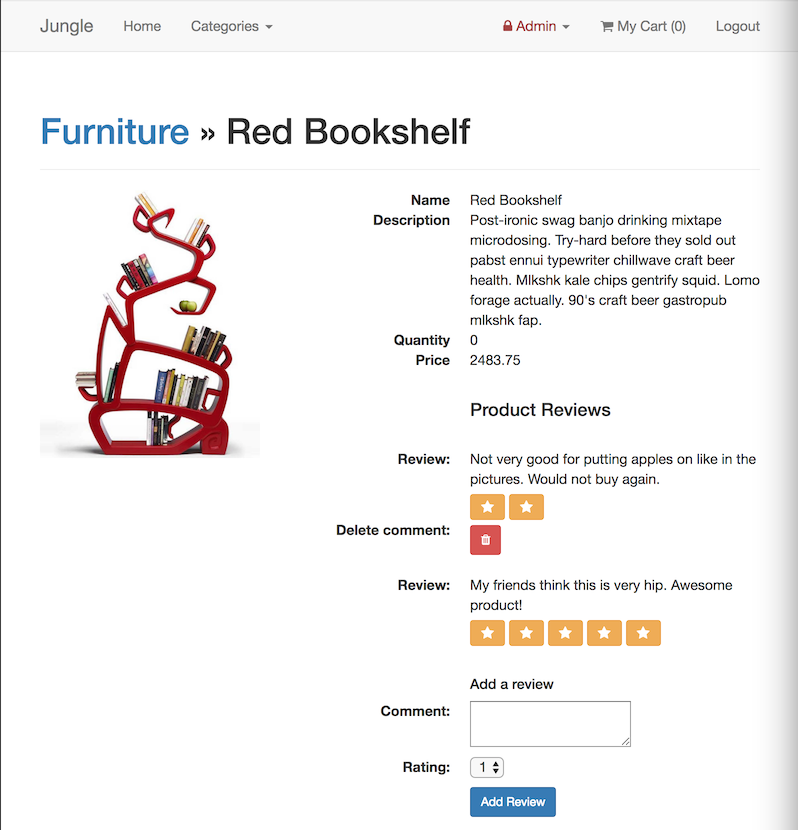 Jungle Home Categories Admin My Cart (0) Logout
Furniture » Red Bookshelf
Name Red Bookshelf
Description Post-ironic swag banjo drinking mixtape
microdosing. Try-hard before they sold out
pabst ennui typewriter chillwave craft beer
health. Mlkshk kale chips gentrify squid. Lomo
forage actually. 90's craft beer gastropub
mlkshk fap.
Quantity 0
Price 2483.75
Product Reviews
Review: Not very good for putting apples on like in the
pictures. Would not buy again.
Delete comment:
Review: My friends think this is very hip. Awesome
product!
Add a review
Comment:
Rating: 1
Add Review